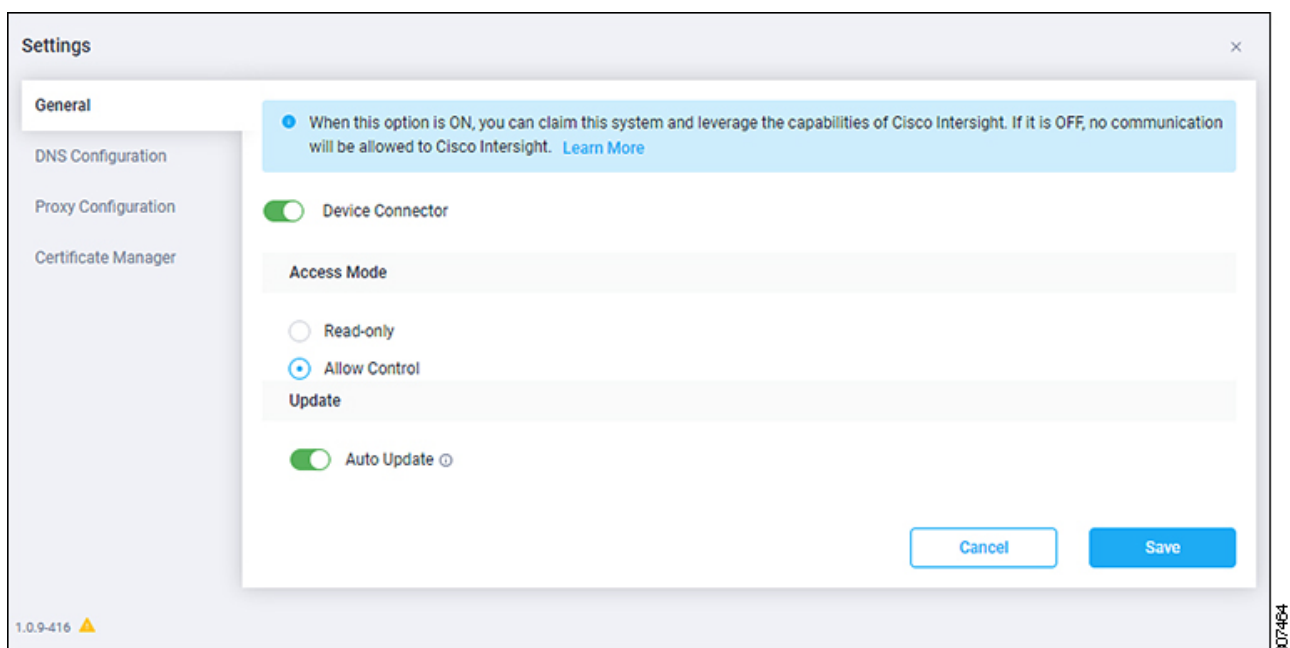 Settings
General
DNS Configuration
Proxy Configuration
Certificate Manager
When this option is ON, you can claim this system and leverage the capabilities of Cisco Intersight. If it is OFF, no communication
will be allowed to Cisco Intersight. Learn More
Device Connector
Access Mode
Read-only
Allow Control
Update
Auto Update
Cancel
Save
1.0.9-416